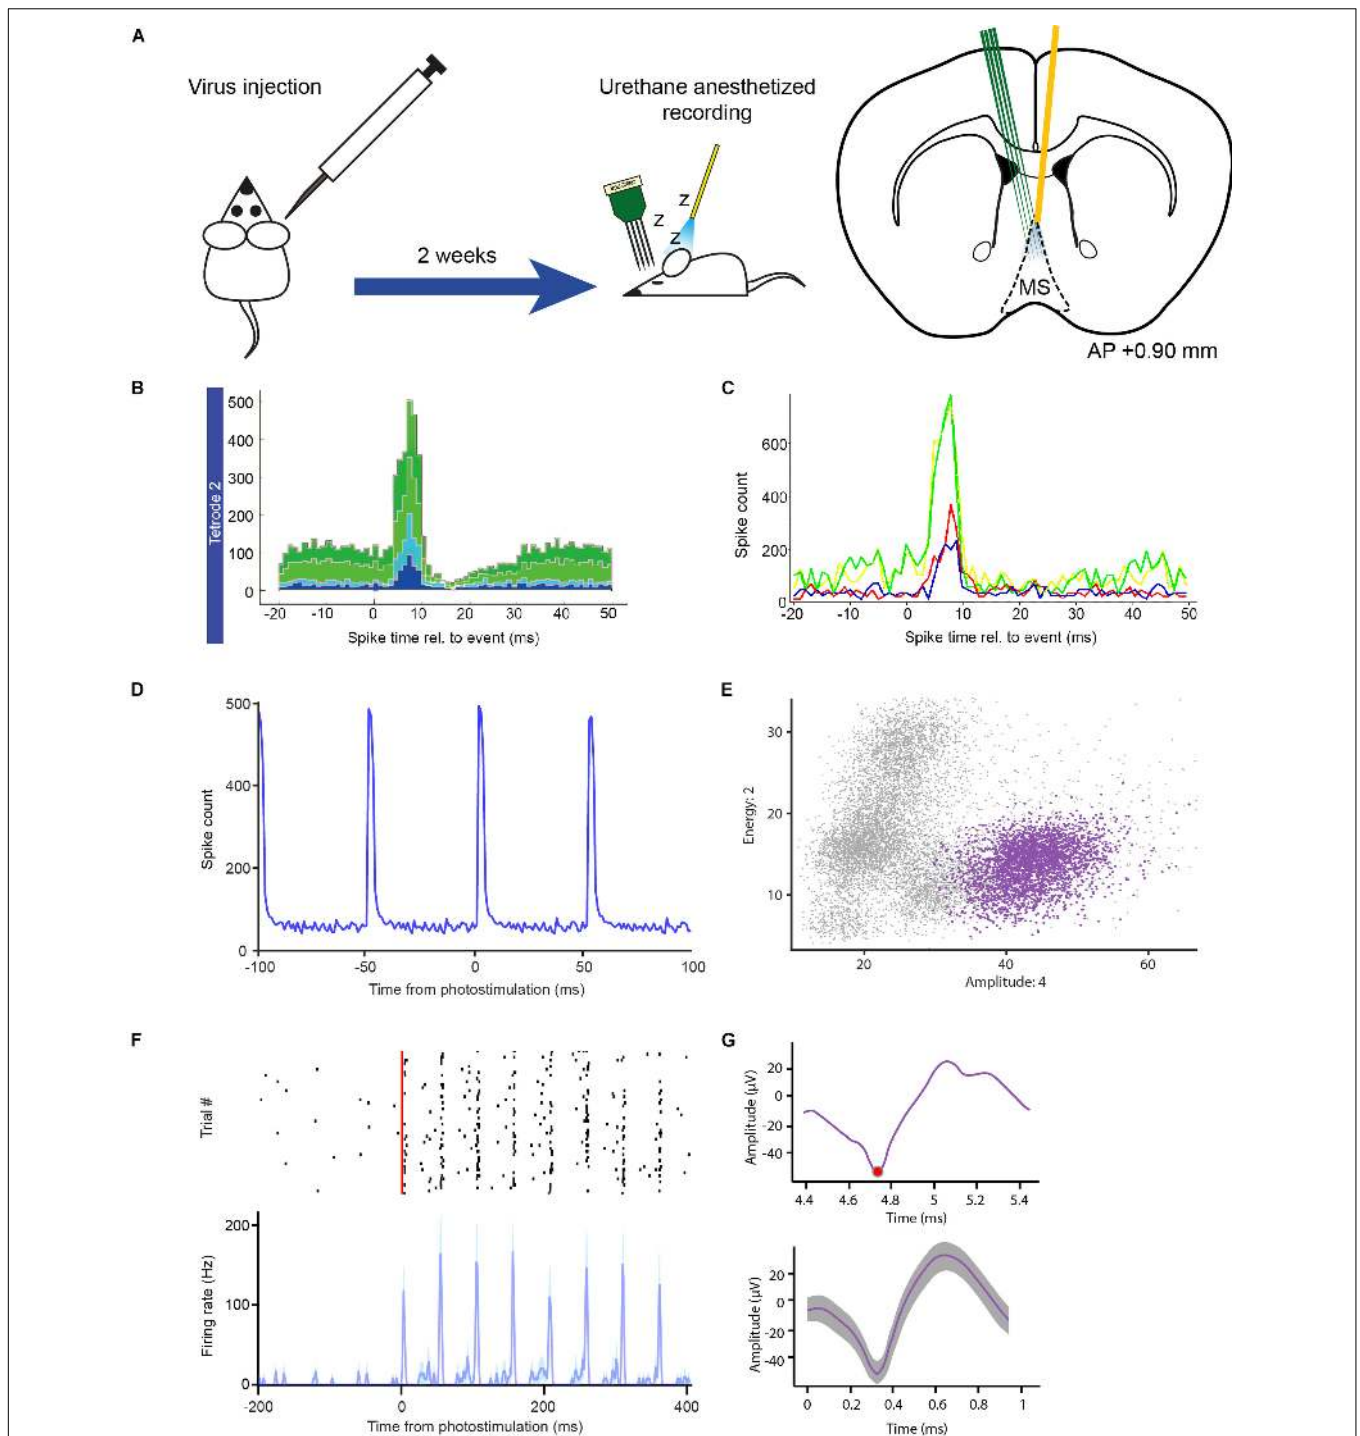 A
Virus injection
Urethane anesthetized
recording
z
z
z
2 weeks
MS
AP +0.90 mm
B
Tetrode 2
500
400
300
200
100
0
-20 -10 0 10 20 30 40 50
Spike time rel. to event (ms)
C
Spike count
600
400
200
0
-20 -10 0 10 20 30 40 50
Spike time rel. to event (ms)
D
Spike count
500
400
200
0
-100 -50 0 50 100
Time from photostimulation (ms)
E
Energy: 2
30
20
10
20 40 60
Amplitude: 4
F
Trial #
Firing rate (Hz)
200
100
0
-200 0 200 400
Time from photostimulation (ms)
G
Amplitude (μV)
20
0
-20
-40
4.4 4.6 4.8 5 5.2 5.4
Time (ms)
Amplitude (μV)
20
0
-20
-40
0 0.2 0.4 0.6 0.8 1
Time (ms)